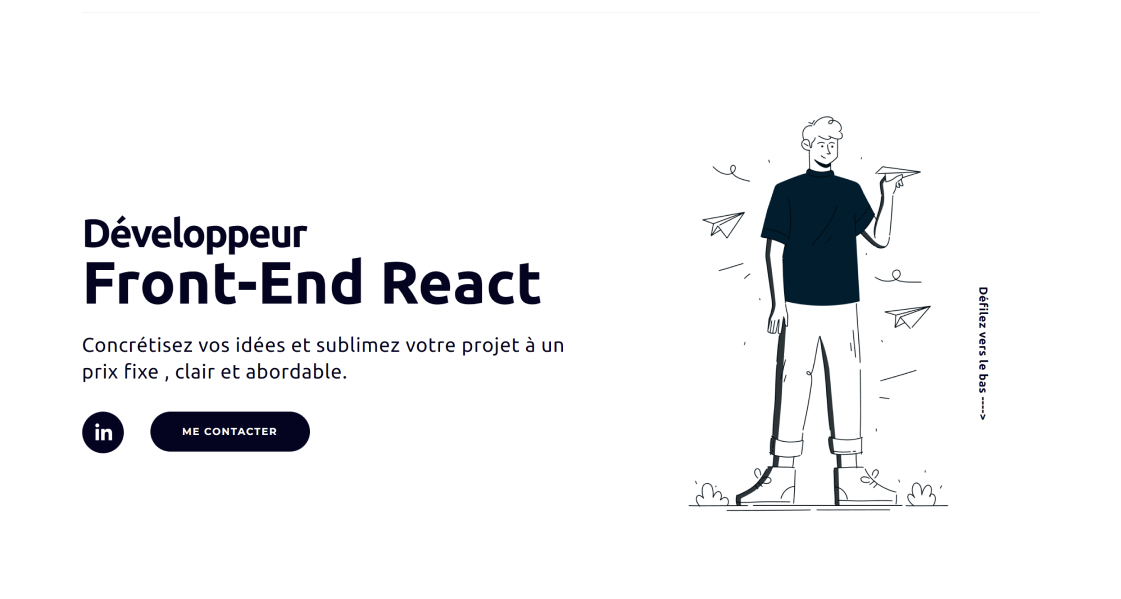 Développeur
Front-End React
Concrétisez vos idées et sublimez votre projet à un
prix fixe , clair et abordable.
in
ME CONTACTER
Défilez vers le bas ---->